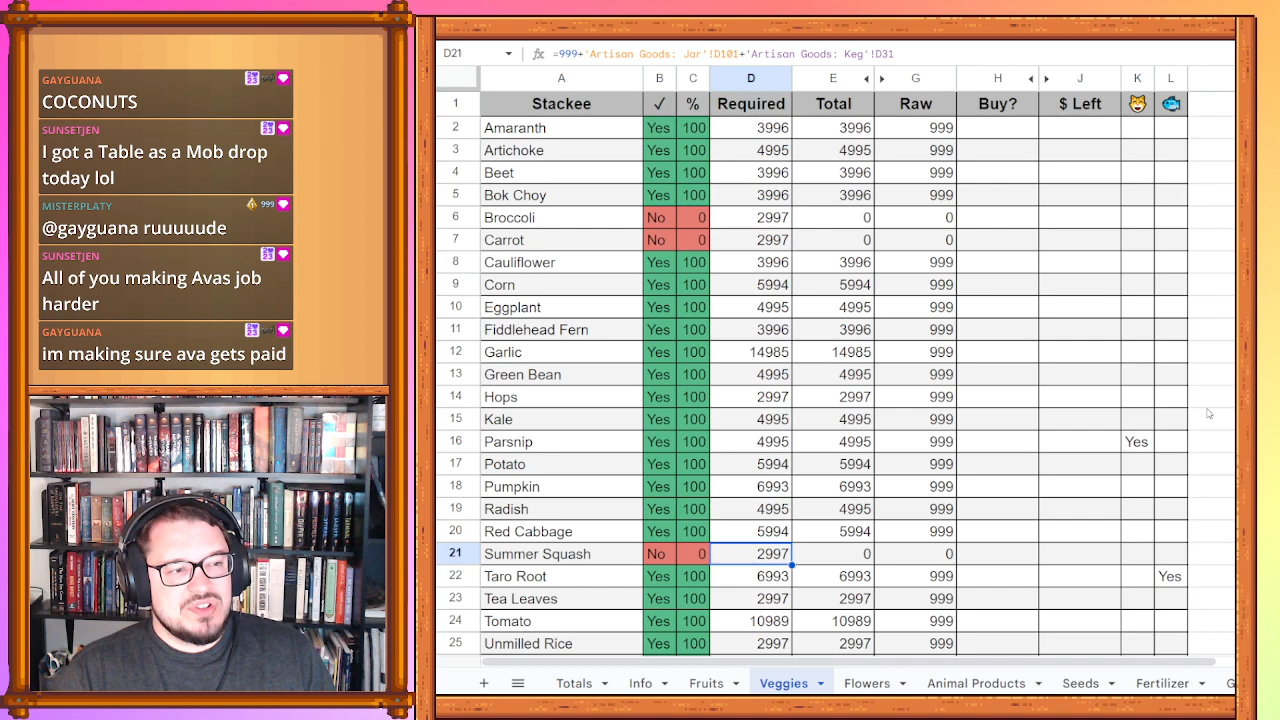 GAYGUANA
COCONUTS
SUNSETJEN
I got a Table as a Mob drop
today lol
MISTERPLATY 999
@gayguana ruuuuude
SUNSETJEN
All of you making Avas job
harder
GAYGUANA
im making sure ava gets paid
D21 fx =999+'Artisan Goods: Jar'!D101+'Artisan Goods: Keg'!D31
A B C D E G H J K L
1 Stackee ✓ % Required Total Raw Buy? $ Left 😸 🐟
2 Amaranth Yes 100 3996 3996 999
3 Artichoke Yes 100 4995 4995 999
4 Beet Yes 100 3996 3996 999
5 Bok Choy Yes 100 3996 3996 999
6 Broccoli No 0 2997 0 0
7 Carrot No 0 2997 0 0
8 Cauliflower Yes 100 3996 3996 999
9 Corn Yes 100 5994 5994 999
10 Eggplant Yes 100 4995 4995 999
11 Fiddlehead Fern Yes 100 3996 3996 999
12 Garlic Yes 100 14985 14985 999
13 Green Bean Yes 100 4995 4995 999
14 Hops Yes 100 2997 2997 999
15 Kale Yes 100 4995 4995 999
16 Parsnip Yes 100 4995 4995 999 Yes
17 Potato Yes 100 5994 5994 999
18 Pumpkin Yes 100 6993 6993 999
19 Radish Yes 100 4995 4995 999
20 Red Cabbage Yes 100 5994 5994 999
21 Summer Squash No 0 2997 0 0
22 Taro Root Yes 100 6993 6993 999 Yes
23 Tea Leaves Yes 100 2997 2997 999
24 Tomato Yes 100 10989 10989 999
25 Unmilled Rice Yes 100 2997 2997 999
Totals Info Fruits Veggies Flowers Animal Products Seeds Fertilizer